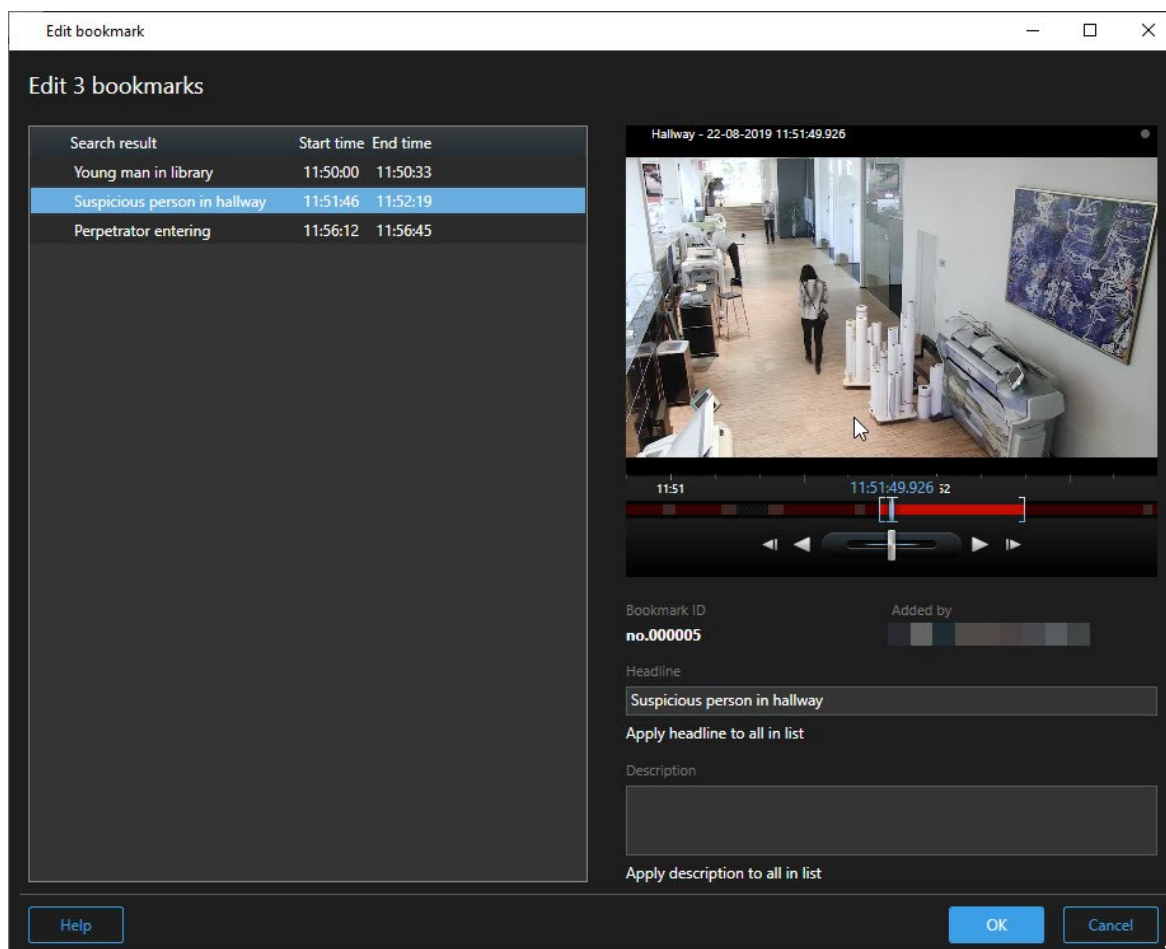 Edit bookmark
Edit 3 bookmarks
Search result Start time End time
Young man in library 11:50:00 11:50:33
Suspicious person in hallway 11:51:46 11:52:19
Perpetrator entering 11:56:12 11:56:45
Hallway - 22-08-2019 11:51:49.926
11:51 11:51:49.926 52
Bookmark ID Added by
no.000005
Headline
Suspicious person in hallway
Apply headline to all in list
Description
Apply description to all in list
Help OK Cancel